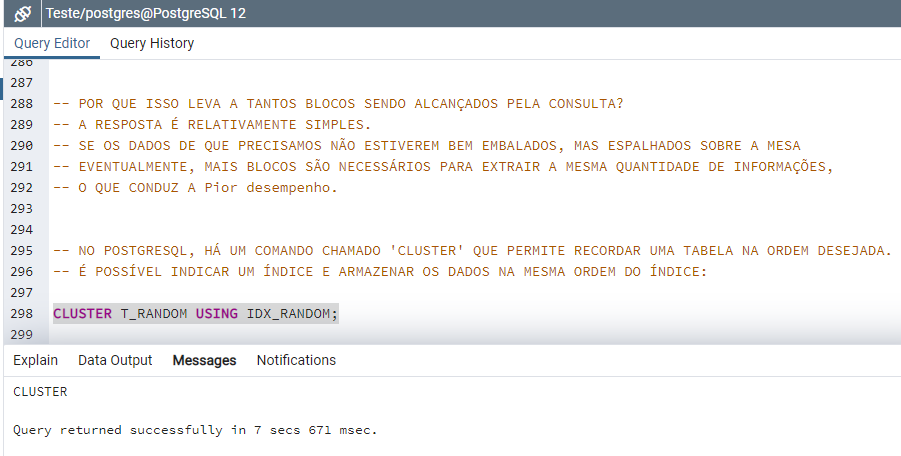 Teste/postgres@PostgreSQL 12
Query Editor Query History
286
287
288 -- POR QUE ISSO LEVA A TANTOS BLOCOS SENDO ALCANÇADOS PELA CONSULTA?
289 -- A RESPOSTA É RELATIVAMENTE SIMPLES.
290 -- SE OS DADOS DE QUE PRECISAMOS NÃO ESTIVEREM BEM EMBALADOS, MAS ESPALHADOS SOBRE A MESA
291 -- EVENTUALMENTE, MAIS BLOCOS SÃO NECESSÁRIOS PARA EXTRAIR A MESMA QUANTIDADE DE INFORMAÇÕES,
292 -- O QUE CONDUZ A Pior desempenho.
293
294
295 -- NO POSTGRESQL, HÁ UM COMANDO CHAMADO 'CLUSTER' QUE PERMITE RECORDAR UMA TABELA NA ORDEM DESEJADA.
296 -- É POSSÍVEL INDICAR UM ÍNDICE E ARMAZENAR OS DADOS NA MESMA ORDEM DO ÍNDICE:
297
298 CLUSTER T_RANDOM USING IDX_RANDOM;
299
Explain Data Output Messages Notifications
CLUSTER
Query returned successfully in 7 secs 671 msec.